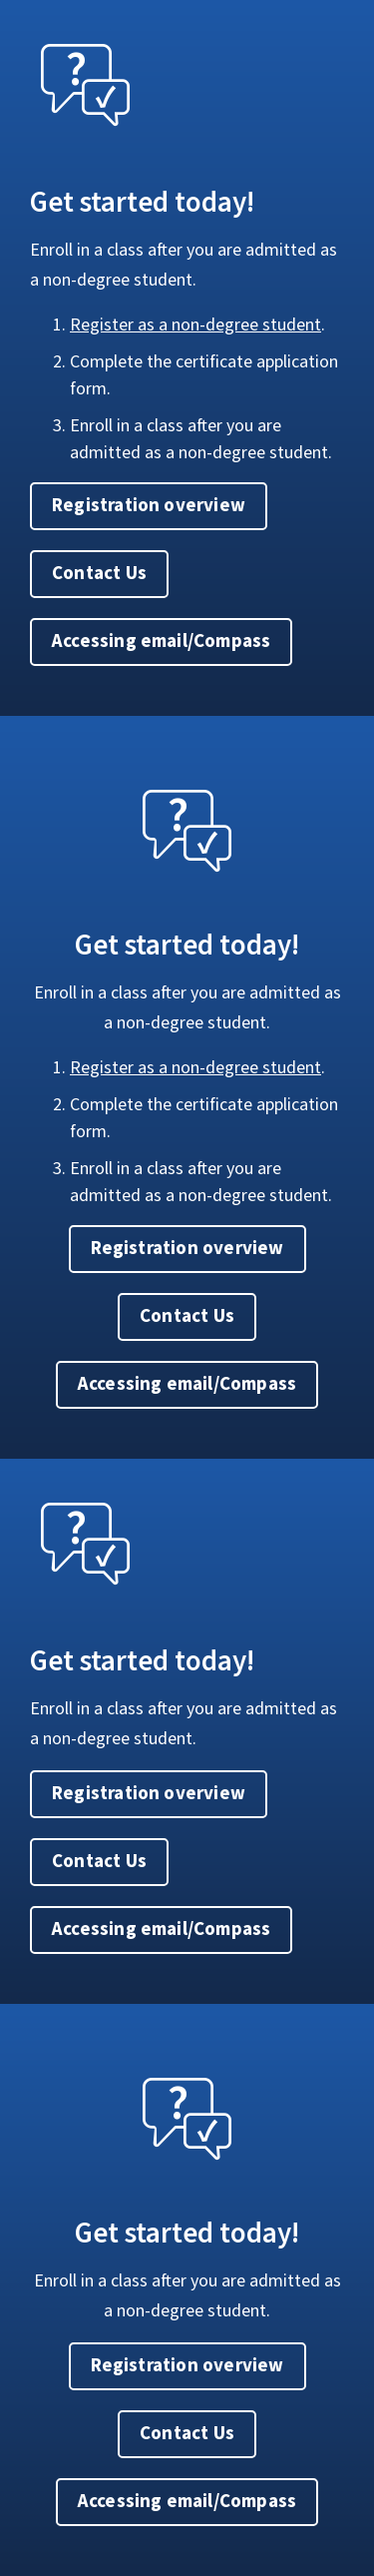 ?
Get started today!
Enroll in a class after you are admitted as
a non-degree student.
1. Register as a non-degree student.
2. Complete the certificate application
form.
3. Enroll in a class after you are
admitted as a non-degree student.
Registration overview
Contact Us
Accessing email/Compass
?
Get started today!
Enroll in a class after you are admitted as
a non-degree student.
1. Register as a non-degree student.
2. Complete the certificate application
form.
3. Enroll in a class after you are
admitted as a non-degree student.
Registration overview
Contact Us
Accessing email/Compass
?
Get started today!
Enroll in a class after you are admitted as
a non-degree student.
Registration overview
Contact Us
Accessing email/Compass
?
Get started today!
Enroll in a class after you are admitted as
a non-degree student.
Registration overview
Contact Us
Accessing email/Compass